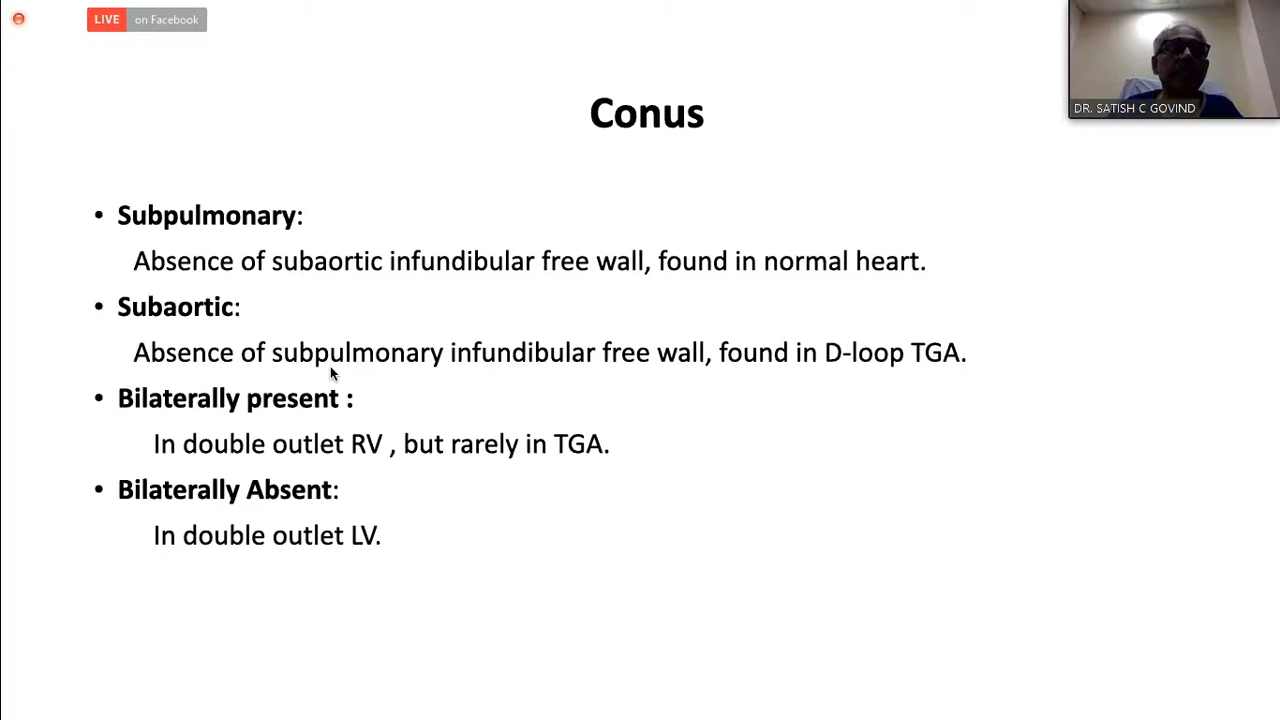 LIVE on Facebook
DR. SATISH C GOVIND
Conus
• Subpulmonary:
Absence of subaortic infundibular free wall, found in normal heart.
• Subaortic:
Absence of subpulmonary infundibular free wall, found in D-loop TGA.
• Bilaterally present :
In double outlet RV , but rarely in TGA.
• Bilaterally Absent:
In double outlet LV.